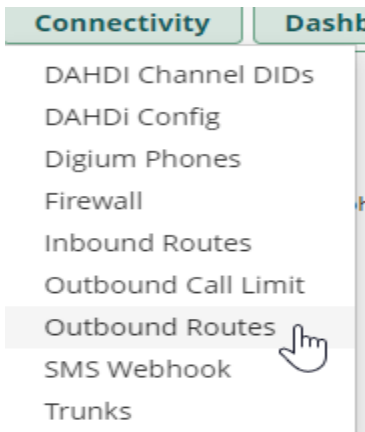 Connectivity
Dashb
DAHDI Channel DIDs
DAHDi Config
Digium Phones
Firewall
Inbound Routes
Outbound Call Limit
Outbound Routes
SMS Webhook
Trunks